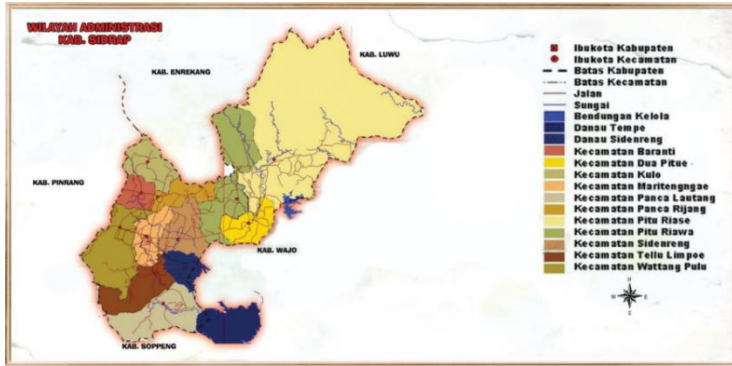 WILAYAH ADMINISTRASI
KAB. SIDRAP
KAB. LUWU
KAB. ENREKANG
KAB. PINRANG
KAB. WAJO
KAB. SOPPENG
Ibukota Kabupaten
Ibukota Kecamatan
Batas Kabupaten
Batas Kecamatan
Jalan
Sungai
Bendungan Kelola
Danau Tempe
Danau Sidenreng
Kecamatan Baranti
Kecamatan Dua Pitue
Kecamatan Kulo
Kecamatan Maritengngae
Kecamatan Panca Lautang
Kecamatan Panca Rijang
Kecamatan Pitu Riase
Kecamatan Pitu Riawa
Kecamatan Sidenreng
Kecamatan Tellu Limpoe
Kecamatan Wattang Pulu
N
W E
S